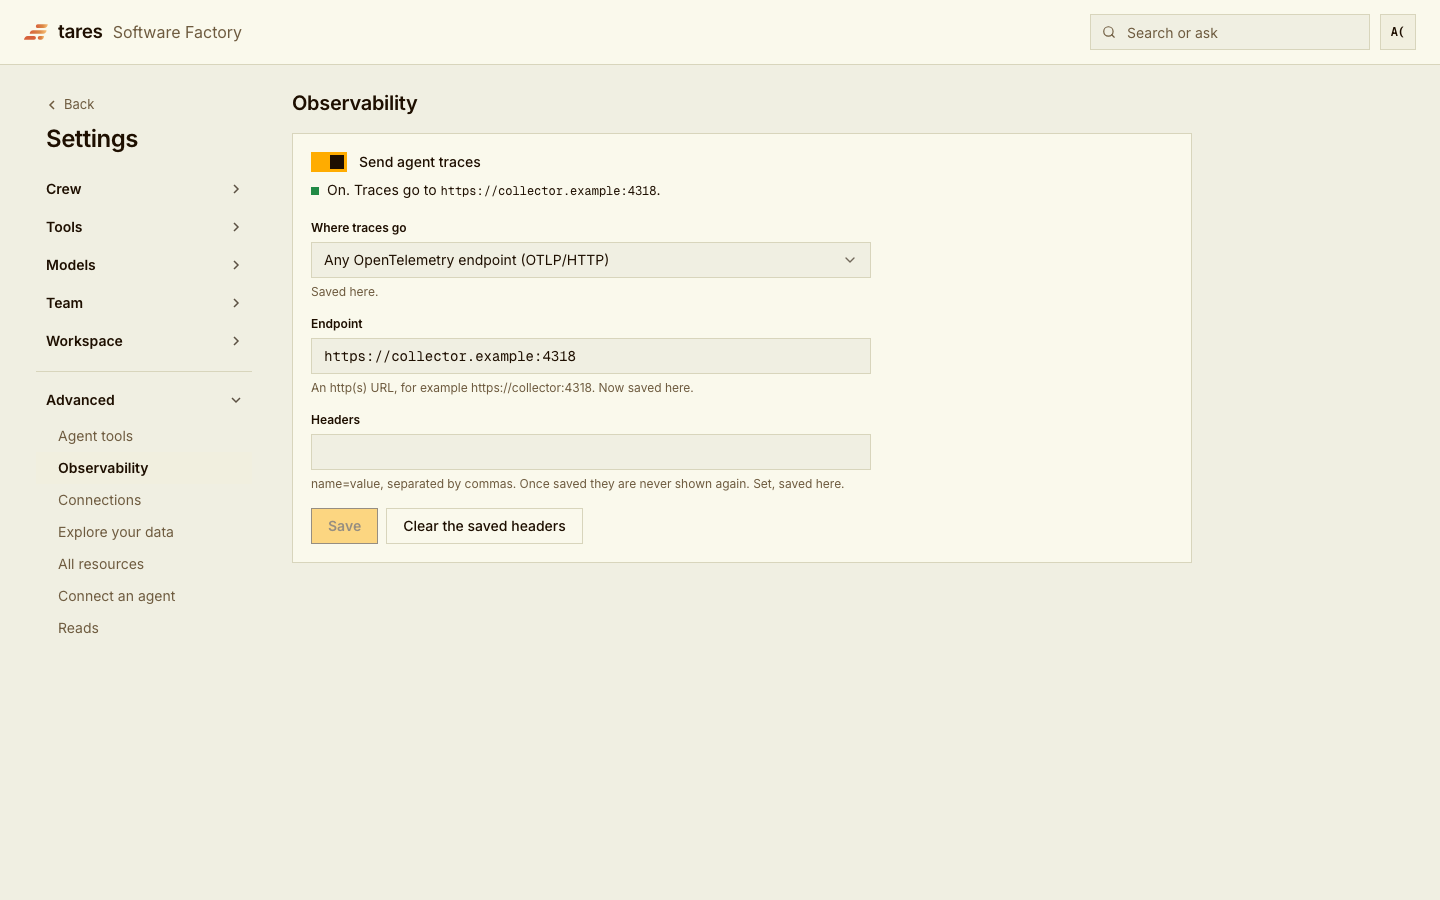 tares Software Factory
Search or ask
A(
Back
Settings
Crew
Tools
Models
Team
Workspace
Advanced
Agent tools
Observability
Connections
Explore your data
All resources
Connect an agent
Reads
Observability
Send agent traces
On. Traces go to https://collector.example:4318.
Where traces go
Any OpenTelemetry endpoint (OTLP/HTTP)
Saved here.
Endpoint
https://collector.example:4318
An http(s) URL, for example https://collector:4318. Now saved here.
Headers
name=value, separated by commas. Once saved they are never shown again. Set, saved here.
Save
Clear the saved headers